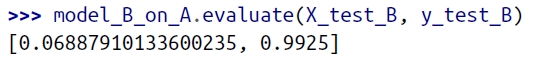 >>> model_B_on_A.evaluate(X_test_B, y_test_B)
[0.06887910133600235, 0.9925]